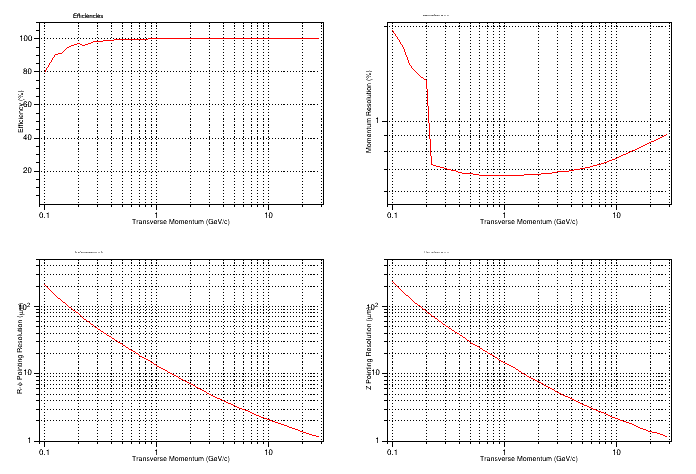 Efficiencies
100
80
60
40
20
Efficiency (%)
0.1
1
10
Transverse Momentum (GeV/c)
Momentum Resolution (%)
1
0.1
1
10
Transverse Momentum (GeV/c)
R-ɸ Pointing Resolution (μm)
10²
10
1
0.1
1
10
Transverse Momentum (GeV/c)
Z Pointing Resolution (μm)
10²
10
1
0.1
1
10
Transverse Momentum (GeV/c)